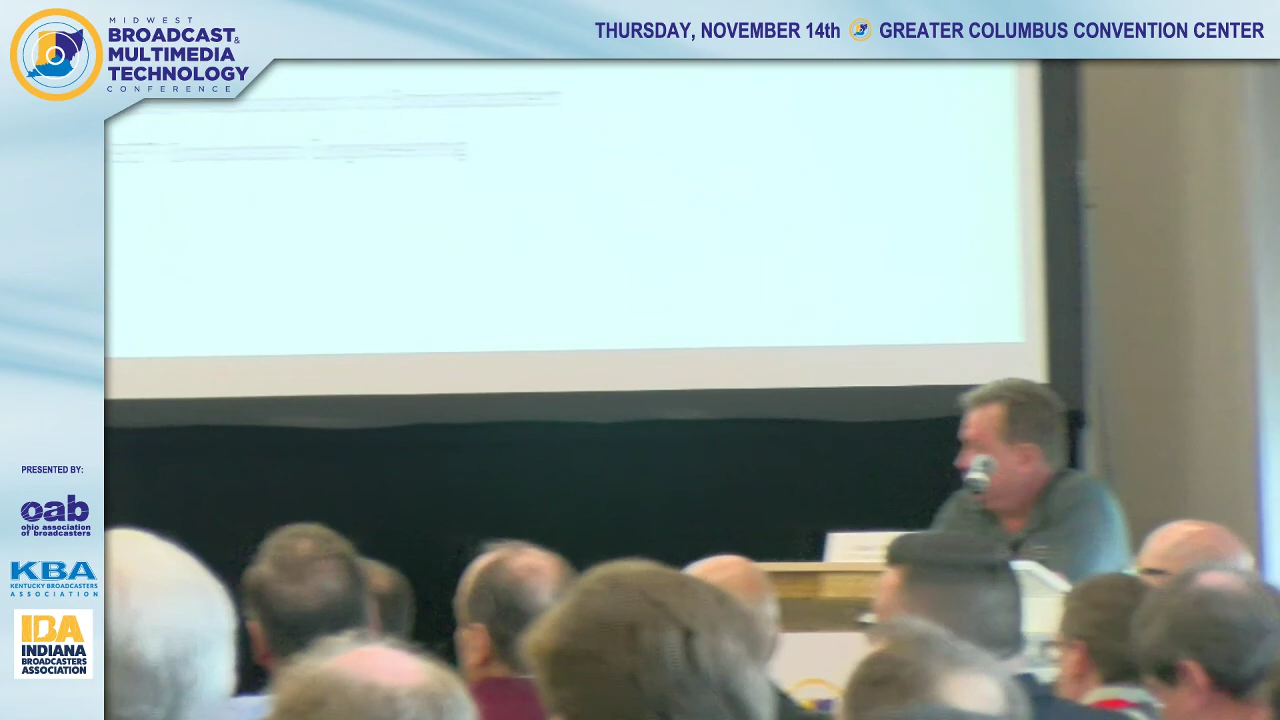 MIDWEST
BROADCAST&
MULTIMEDIA
TECHNOLOGY
CONFERENCE
THURSDAY, NOVEMBER 14th GREATER COLUMBUS CONVENTION CENTER
PRESENTED BY:
oab
ohio association
of broadcasters
KBA
KENTUCKY BROADCASTERS
ASSOCIATION
IBA
INDIANA
BROADCASTERS
ASSOCIATION